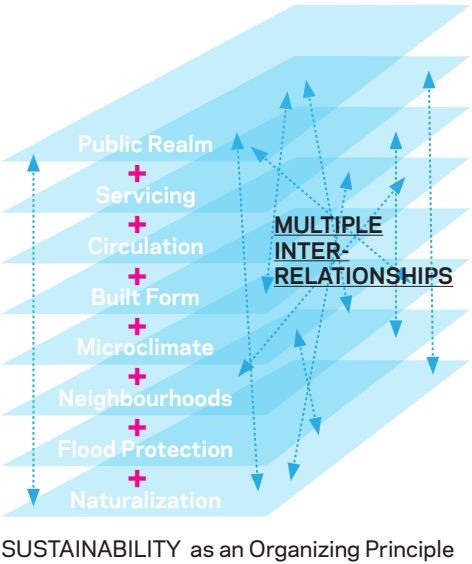 Public Realm
+
Servicing
+
Circulation
+
Built Form
+
Microclimate
+
Neighbourhoods
+
Flood Protection
+
Naturalization
MULTIPLE
INTER-
RELATIONSHIPS
SUSTAINABILITY as an Organizing Principle